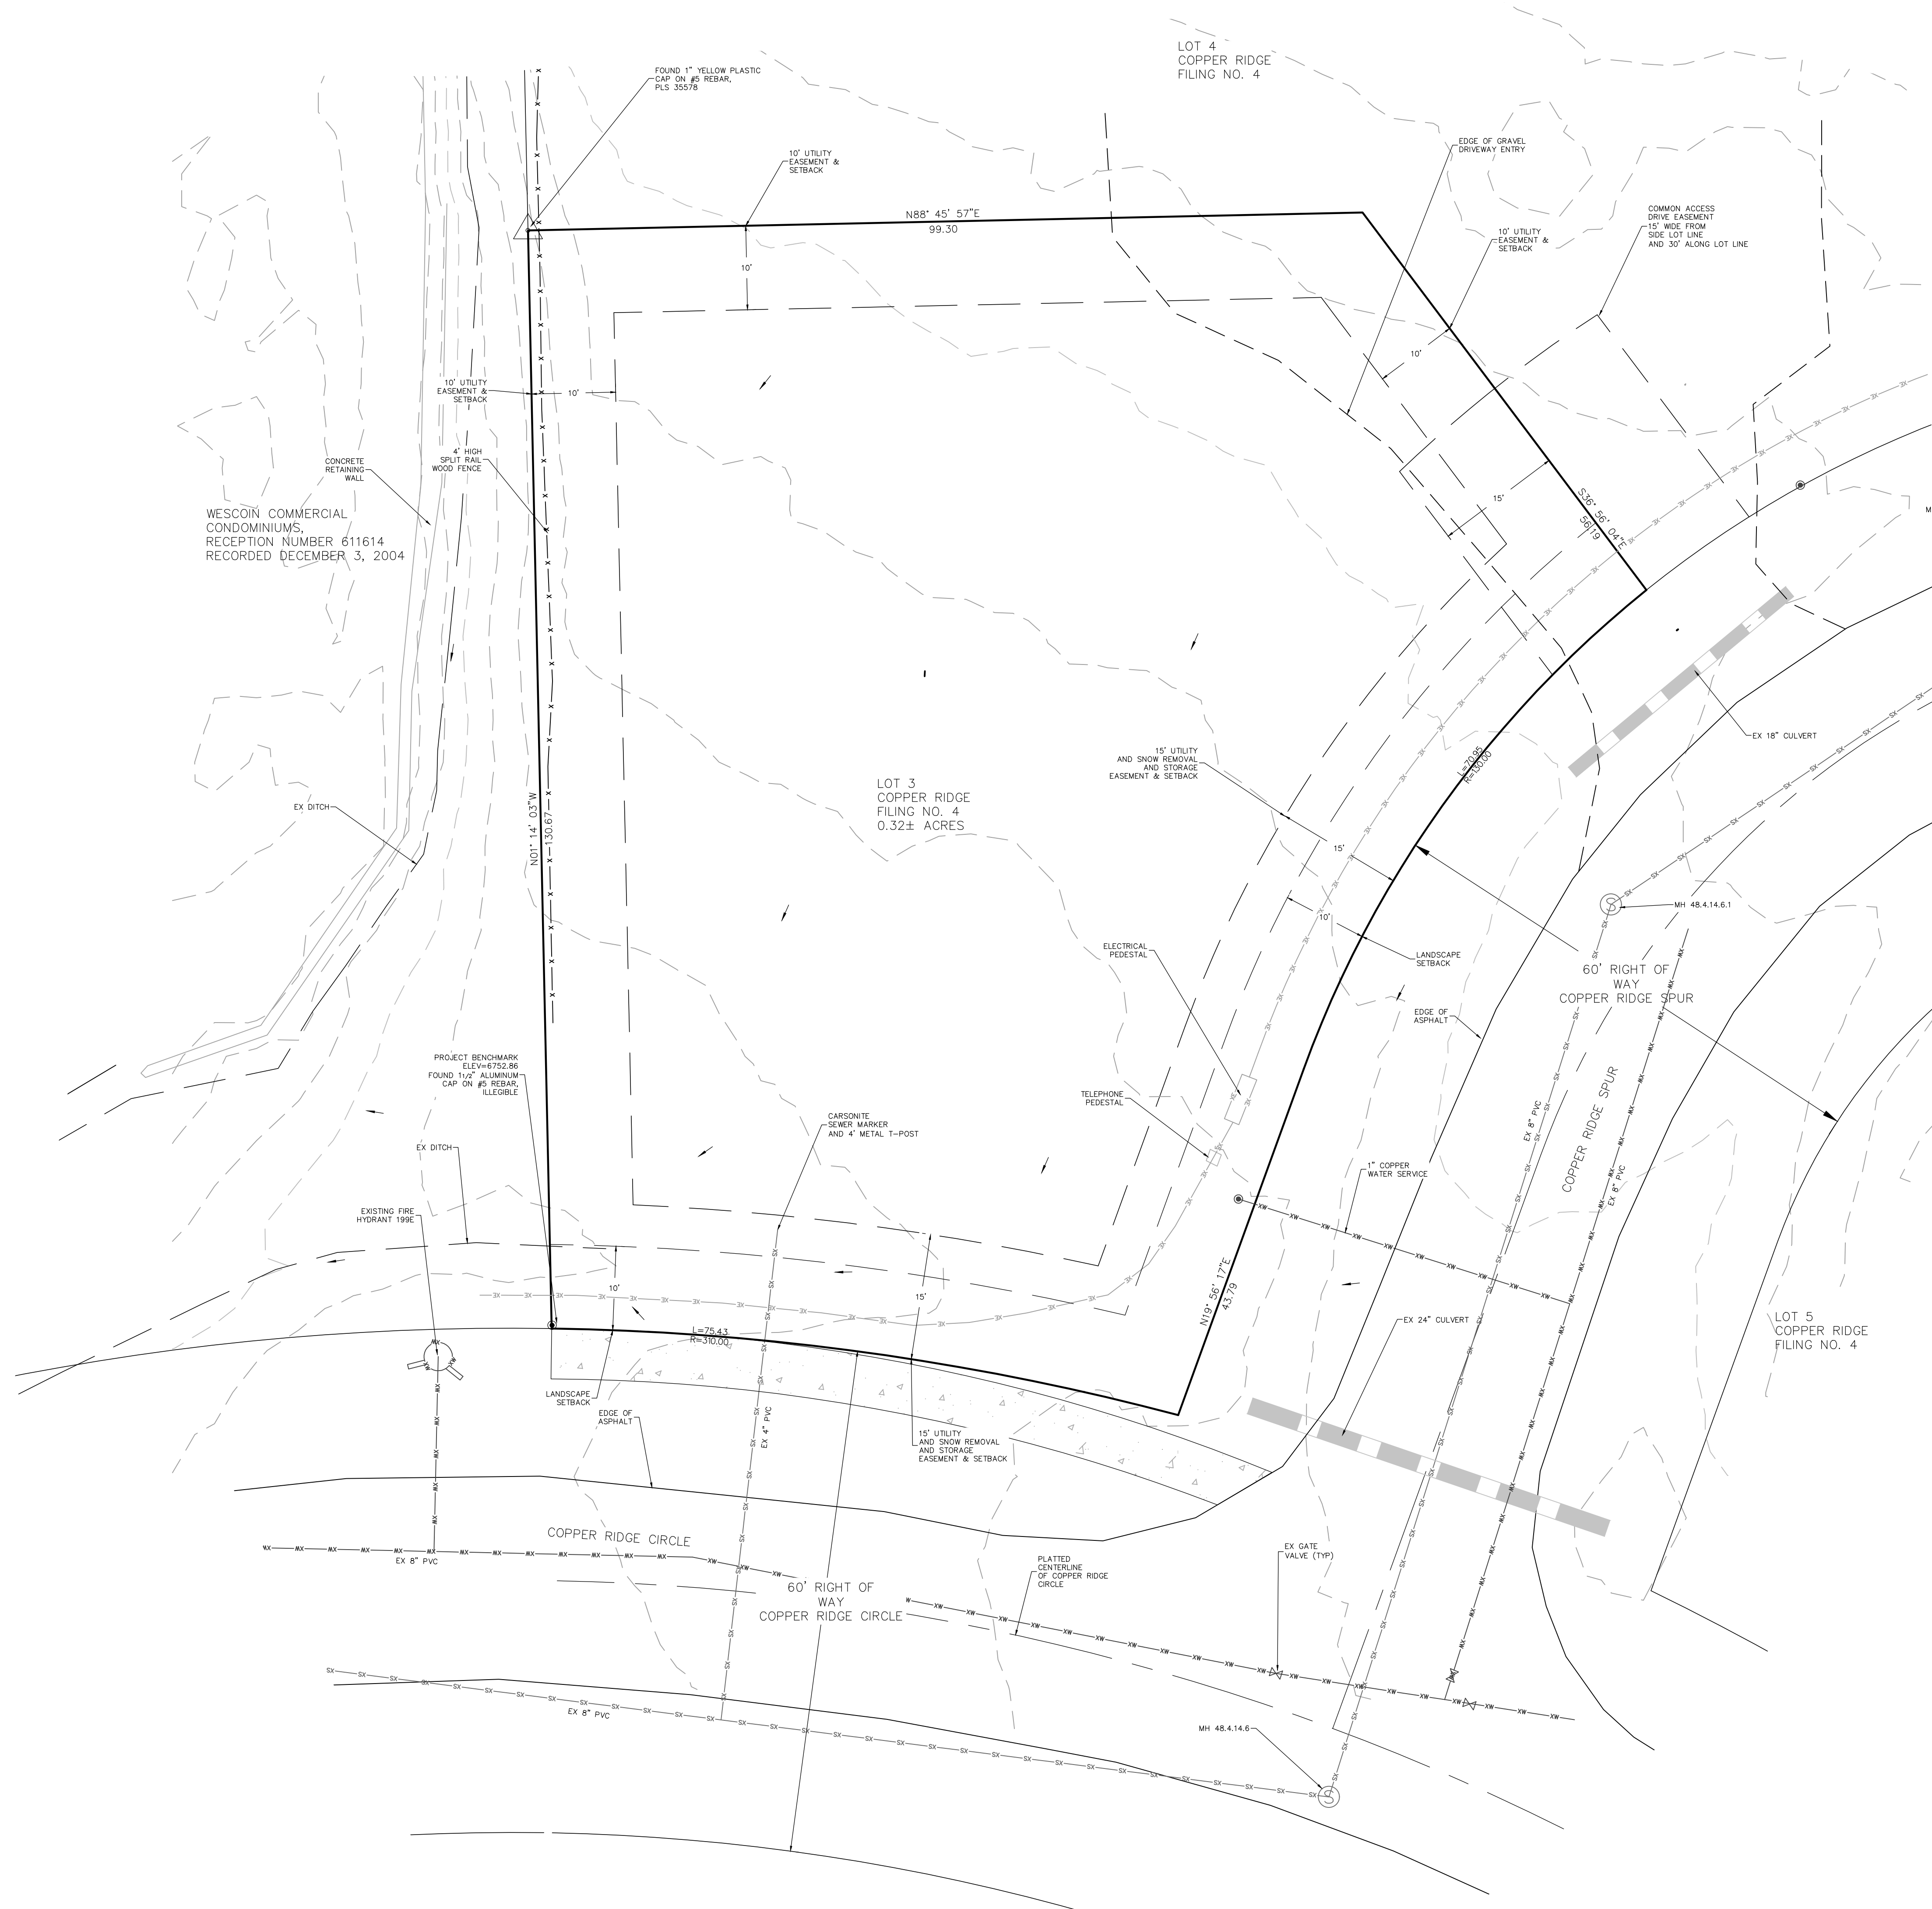 LOT 4
COPPER RIDGE
FILING NO. 4
FOUND 1" YELLOW PLASTIC
CAP ON #5 REBAR,
PLS 35578
10' UTILITY
EASEMENT &
SETBACK
EDGE OF GRAVEL
DRIVEWAY ENTRY
COMMON ACCESS
DRIVE EASEMENT
15' WIDE FROM
SIDE LOT LINE
AND 30' ALONG LOT LINE
N88° 45' 57"E
99.30
10' UTILITY
EASEMENT &
SETBACK
10'
10'
10' UTILITY
EASEMENT &
SETBACK
10'
4' HIGH
SPLIT RAIL
WOOD FENCE
CONCRETE
RETAINING
WALL
15'
S36° 56' 04"E
56.19
WESCOIN COMMERCIAL
CONDOMINIUMS,
RECEPTION NUMBER 611614
RECORDED DECEMBER 3, 2004
EX 18" CULVERT
15' UTILITY
AND SNOW REMOVAL
AND STORAGE
EASEMENT & SETBACK
L=70.95
R=130.00
LOT 3
COPPER RIDGE
FILING NO. 4
0.32± ACRES
EX DITCH
N01° 14' 03"W
130.67
15'
S
MH 48.4.14.6.1
10'
ELECTRICAL
PEDESTAL
LANDSCAPE
SETBACK
60' RIGHT OF
WAY
COPPER RIDGE SPUR
EDGE OF
ASPHALT
PROJECT BENCHMARK
ELEV=6752.86
FOUND 1 1/2" ALUMINUM
CAP ON #5 REBAR,
ILLEGIBLE
TELEPHONE
PEDESTAL
CARSONITE
SEWER MARKER
AND 4' METAL T-POST
EX 8" PVC
COPPER RIDGE SPUR
EX 8" PVC
EX DITCH
1" COPPER
WATER SERVICE
EXISTING FIRE
HYDRANT 199E
10'
15'
N19° 56' 17"E
43.79
L=75.43
R=310.00
EX 24" CULVERT
LOT 5
COPPER RIDGE
FILING NO. 4
LANDSCAPE
SETBACK
EDGE OF
ASPHALT
EX 4" PVC
15' UTILITY
AND SNOW REMOVAL
AND STORAGE
EASEMENT & SETBACK
COPPER RIDGE CIRCLE
EX 8" PVC
PLATTED
CENTERLINE
OF COPPER RIDGE
CIRCLE
EX GATE
VALVE (TYP)
60' RIGHT OF
WAY
COPPER RIDGE CIRCLE
EX 8" PVC
MH 48.4.14.6
S